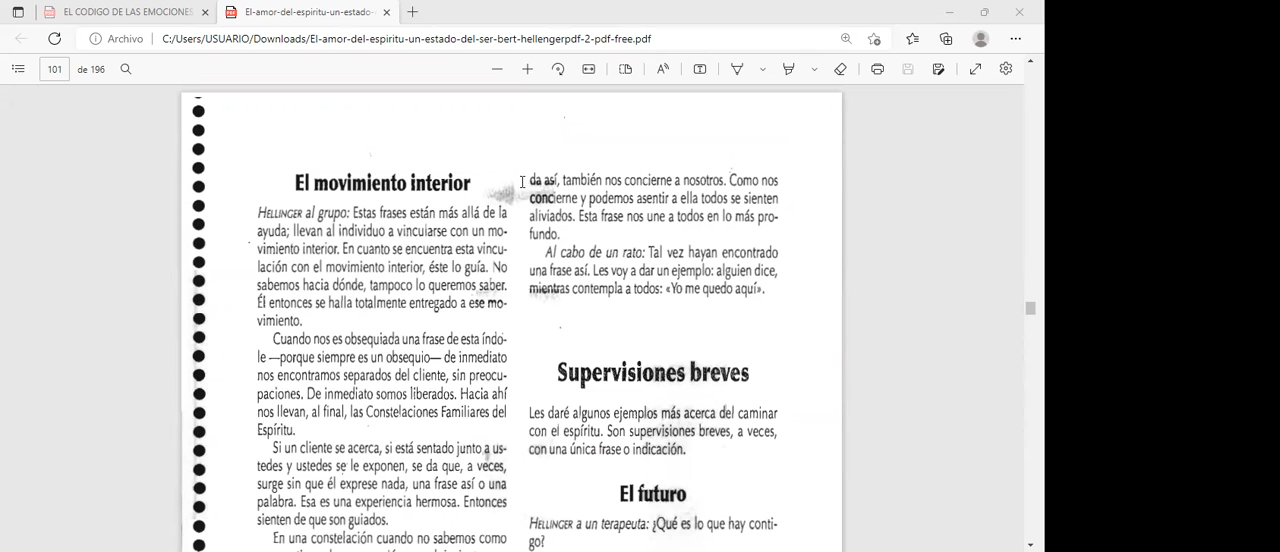 EL CODIGO DE LAS EMOCIONES
El-amor-del-espiritu-un-estado-
Archivo
C:/Users/USUARIO/Downloads/El-amor-del-espiritu-un-estado-del-ser-bert-hellengerpdf-2-pdf-free.pdf
101 de 196
El movimiento interior
HELLINGER al grupo: Estas frases están más allá de la
ayuda; llevan al individuo a vincularse con un mo-
vimiento interior. En cuanto se encuentra esta vincu-
lación con el movimiento interior, éste lo guía. No
sabemos hacia dónde, tampoco lo queremos saber.
Él entonces se halla totalmente entregado a ese mo-
vimiento.
Cuando nos es obsequiada una frase de esta índo-
le —porque siempre es un obsequio— de inmediato
nos encontramos separados del cliente, sin preocu-
paciones. De inmediato somos liberados. Hacia ahí
nos llevan, al final, las Constelaciones Familiares del
Espíritu.
Si un cliente se acerca, si está sentado junto a us-
tedes y ustedes se le exponen, se da que, a veces,
surge sin que él exprese nada, una frase así o una
palabra. Esa es una experiencia hermosa. Entonces
sienten de que son guiados.
En una constelación cuando no sabemos como
da así, también nos concierne a nosotros. Como nos
concierne y podemos asentir a ella todos se sienten
aliviados. Esta frase nos une a todos en lo más pro-
fundo.
Al cabo de un rato: Tal vez hayan encontrado
una frase así. Les voy a dar un ejemplo: alguien dice,
mientras contempla a todos: «Yo me quedo aquí».
Supervisiones breves
Les daré algunos ejemplos más acerca del caminar
con el espíritu. Son supervisiones breves, a veces,
con una única frase o indicación.
El futuro
HELLINGER a un terapeuta: ¿Qué es lo que hay conti-
go?